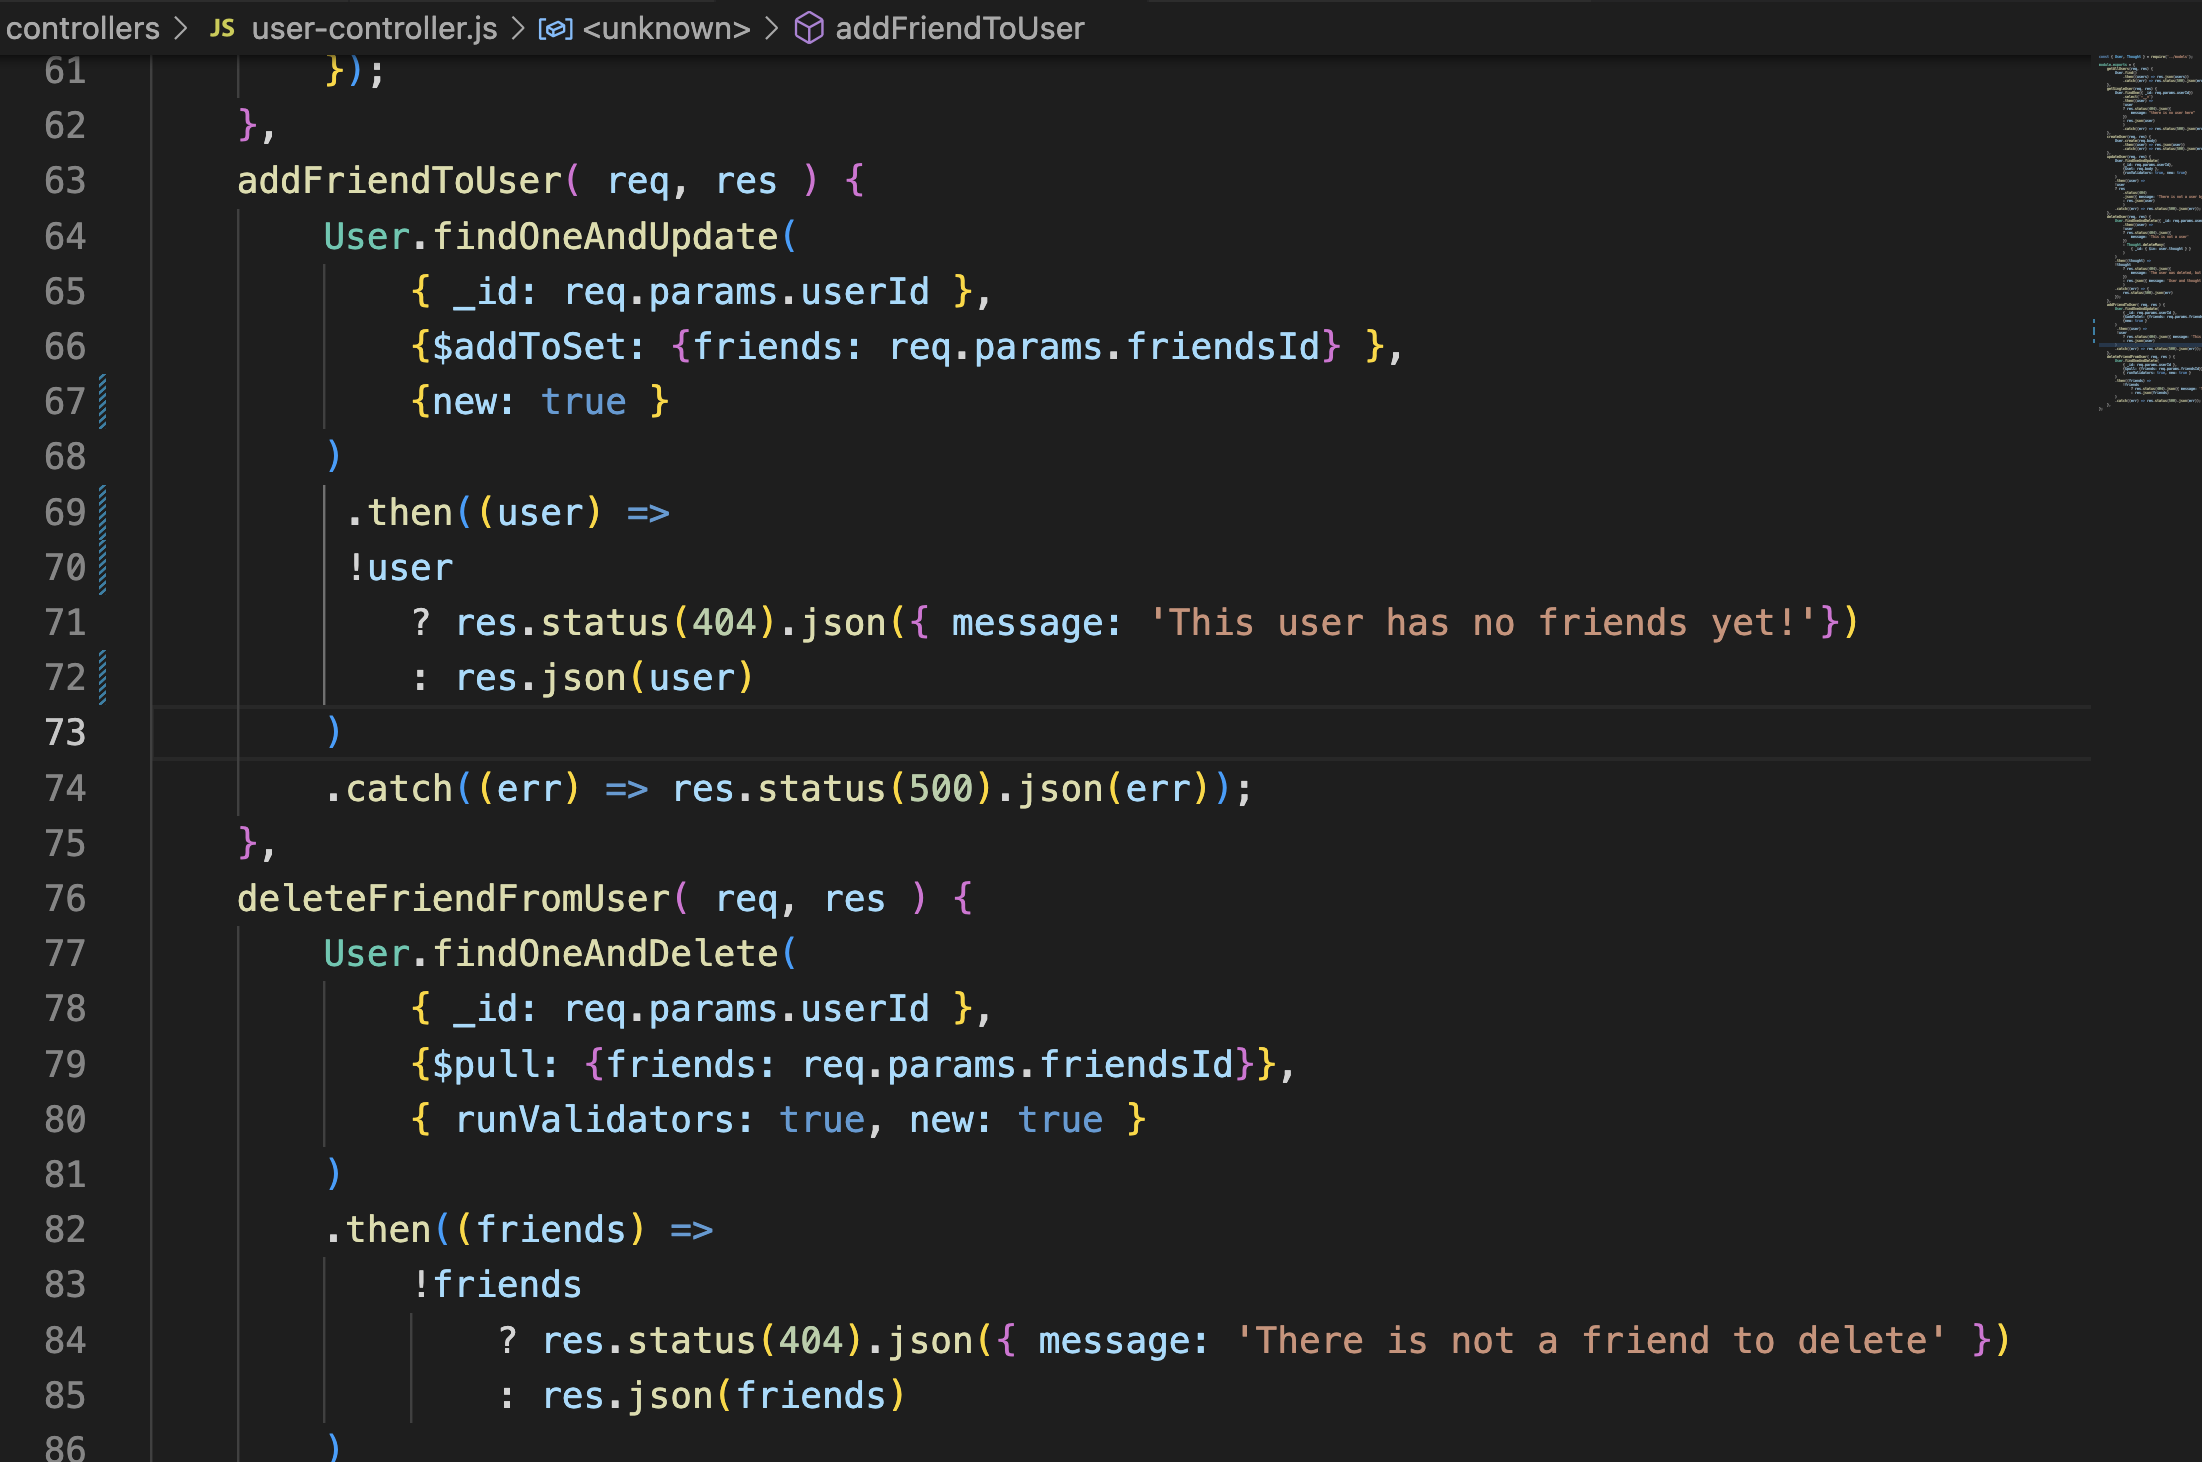 controllers > JS user-controller.js > <unknown> > addFriendToUser
61 });
62 },
63 addFriendToUser( req, res ) {
64 User.findOneAndUpdate(
65 { _id: req.params.userId },
66 {$addToSet: {friends: req.params.friendsId} },
67 {new: true }
68 )
69 .then((user) =>
70 !user
71 ? res.status(404).json({ message: 'This user has no friends yet!'})
72 : res.json(user)
73 )
74 .catch((err) => res.status(500).json(err));
75 },
76 deleteFriendFromUser( req, res ) {
77 User.findOneAndDelete(
78 { _id: req.params.userId },
79 {$pull: {friends: req.params.friendsId}},
80 { runValidators: true, new: true }
81 )
82 .then((friends) =>
83 !friends
84 ? res.status(404).json({ message: 'There is not a friend to delete' })
85 : res.json(friends)
86 )